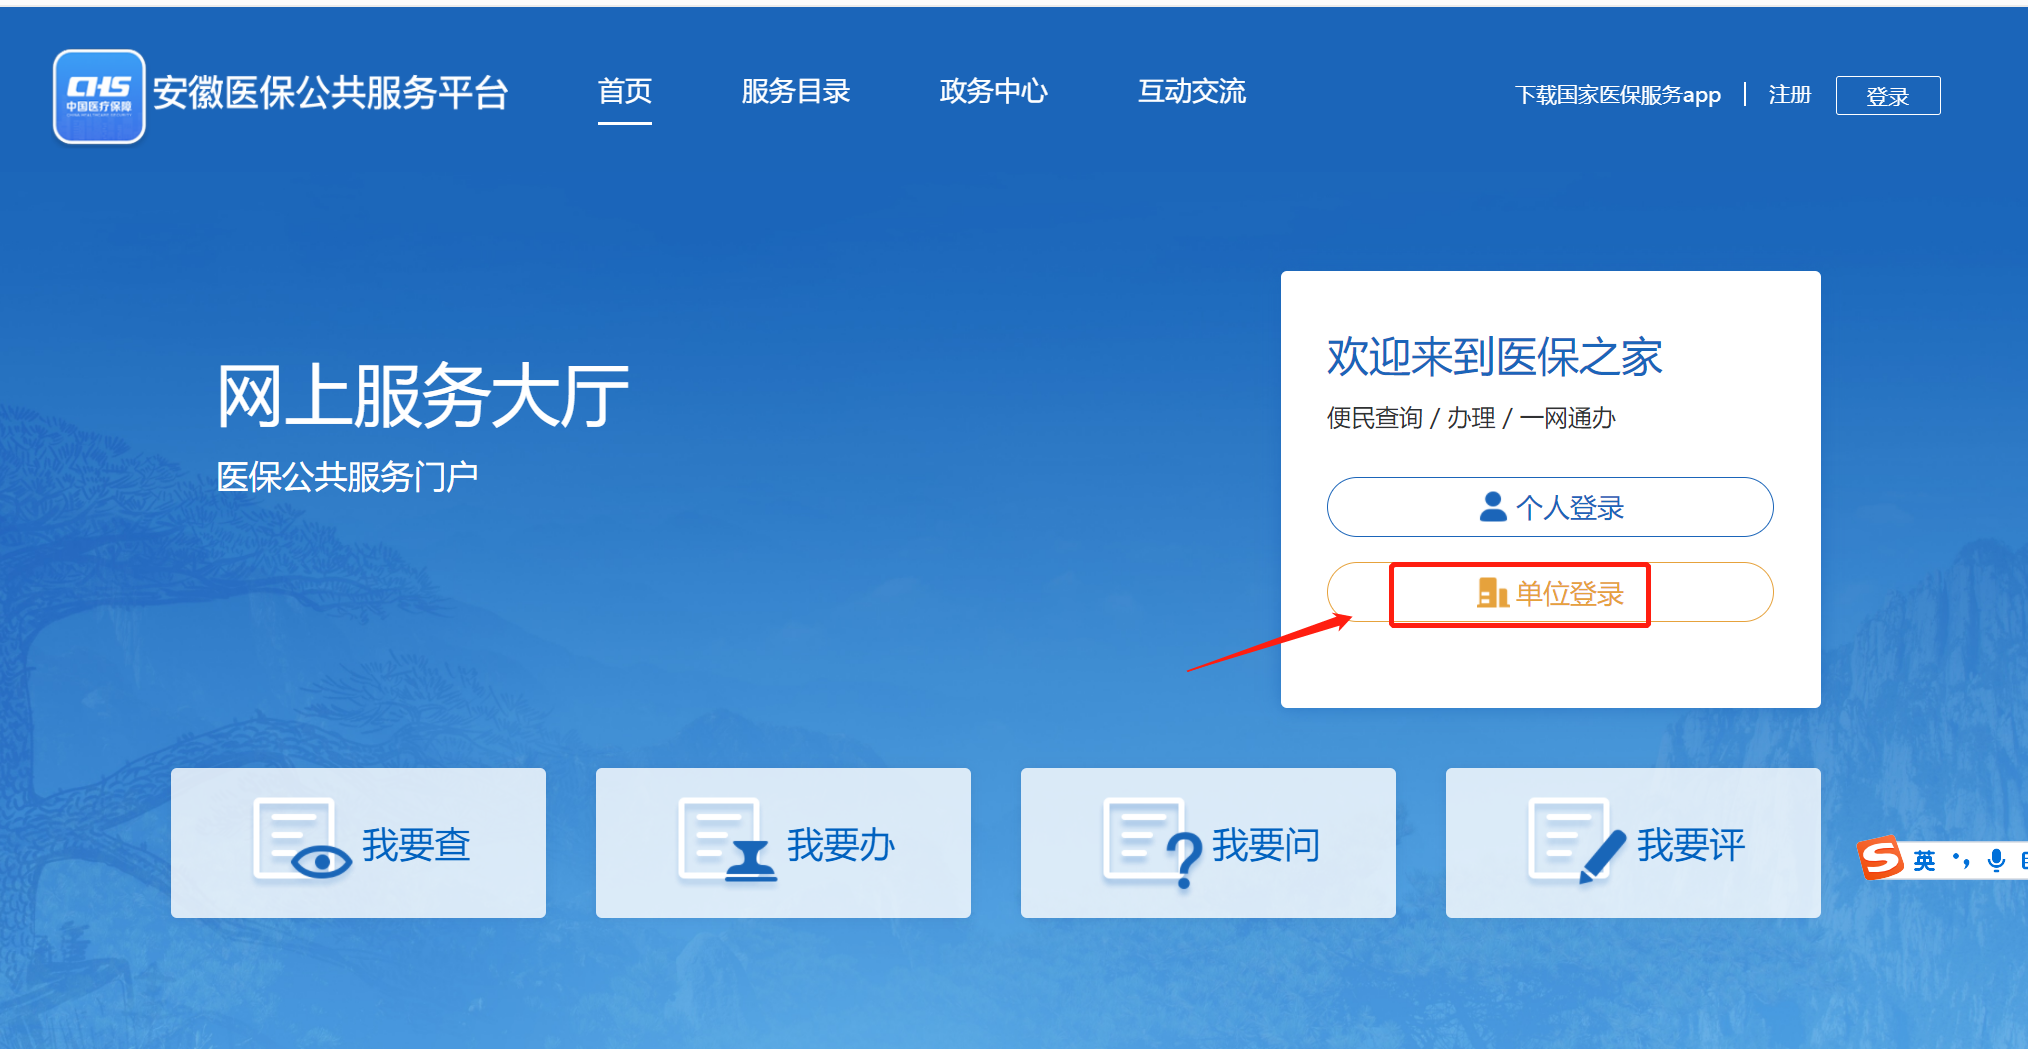 CHS
中国医疗保障
安徽医保公共服务平台
首页
服务目录
政务中心
互动交流
下载国家医保服务app
注册
登录
网上服务大厅
医保公共服务门户
欢迎来到医保之家
便民查询 / 办理 / 一网通办
个人登录
单位登录
我要查
我要办
我要问
我要评
S 英